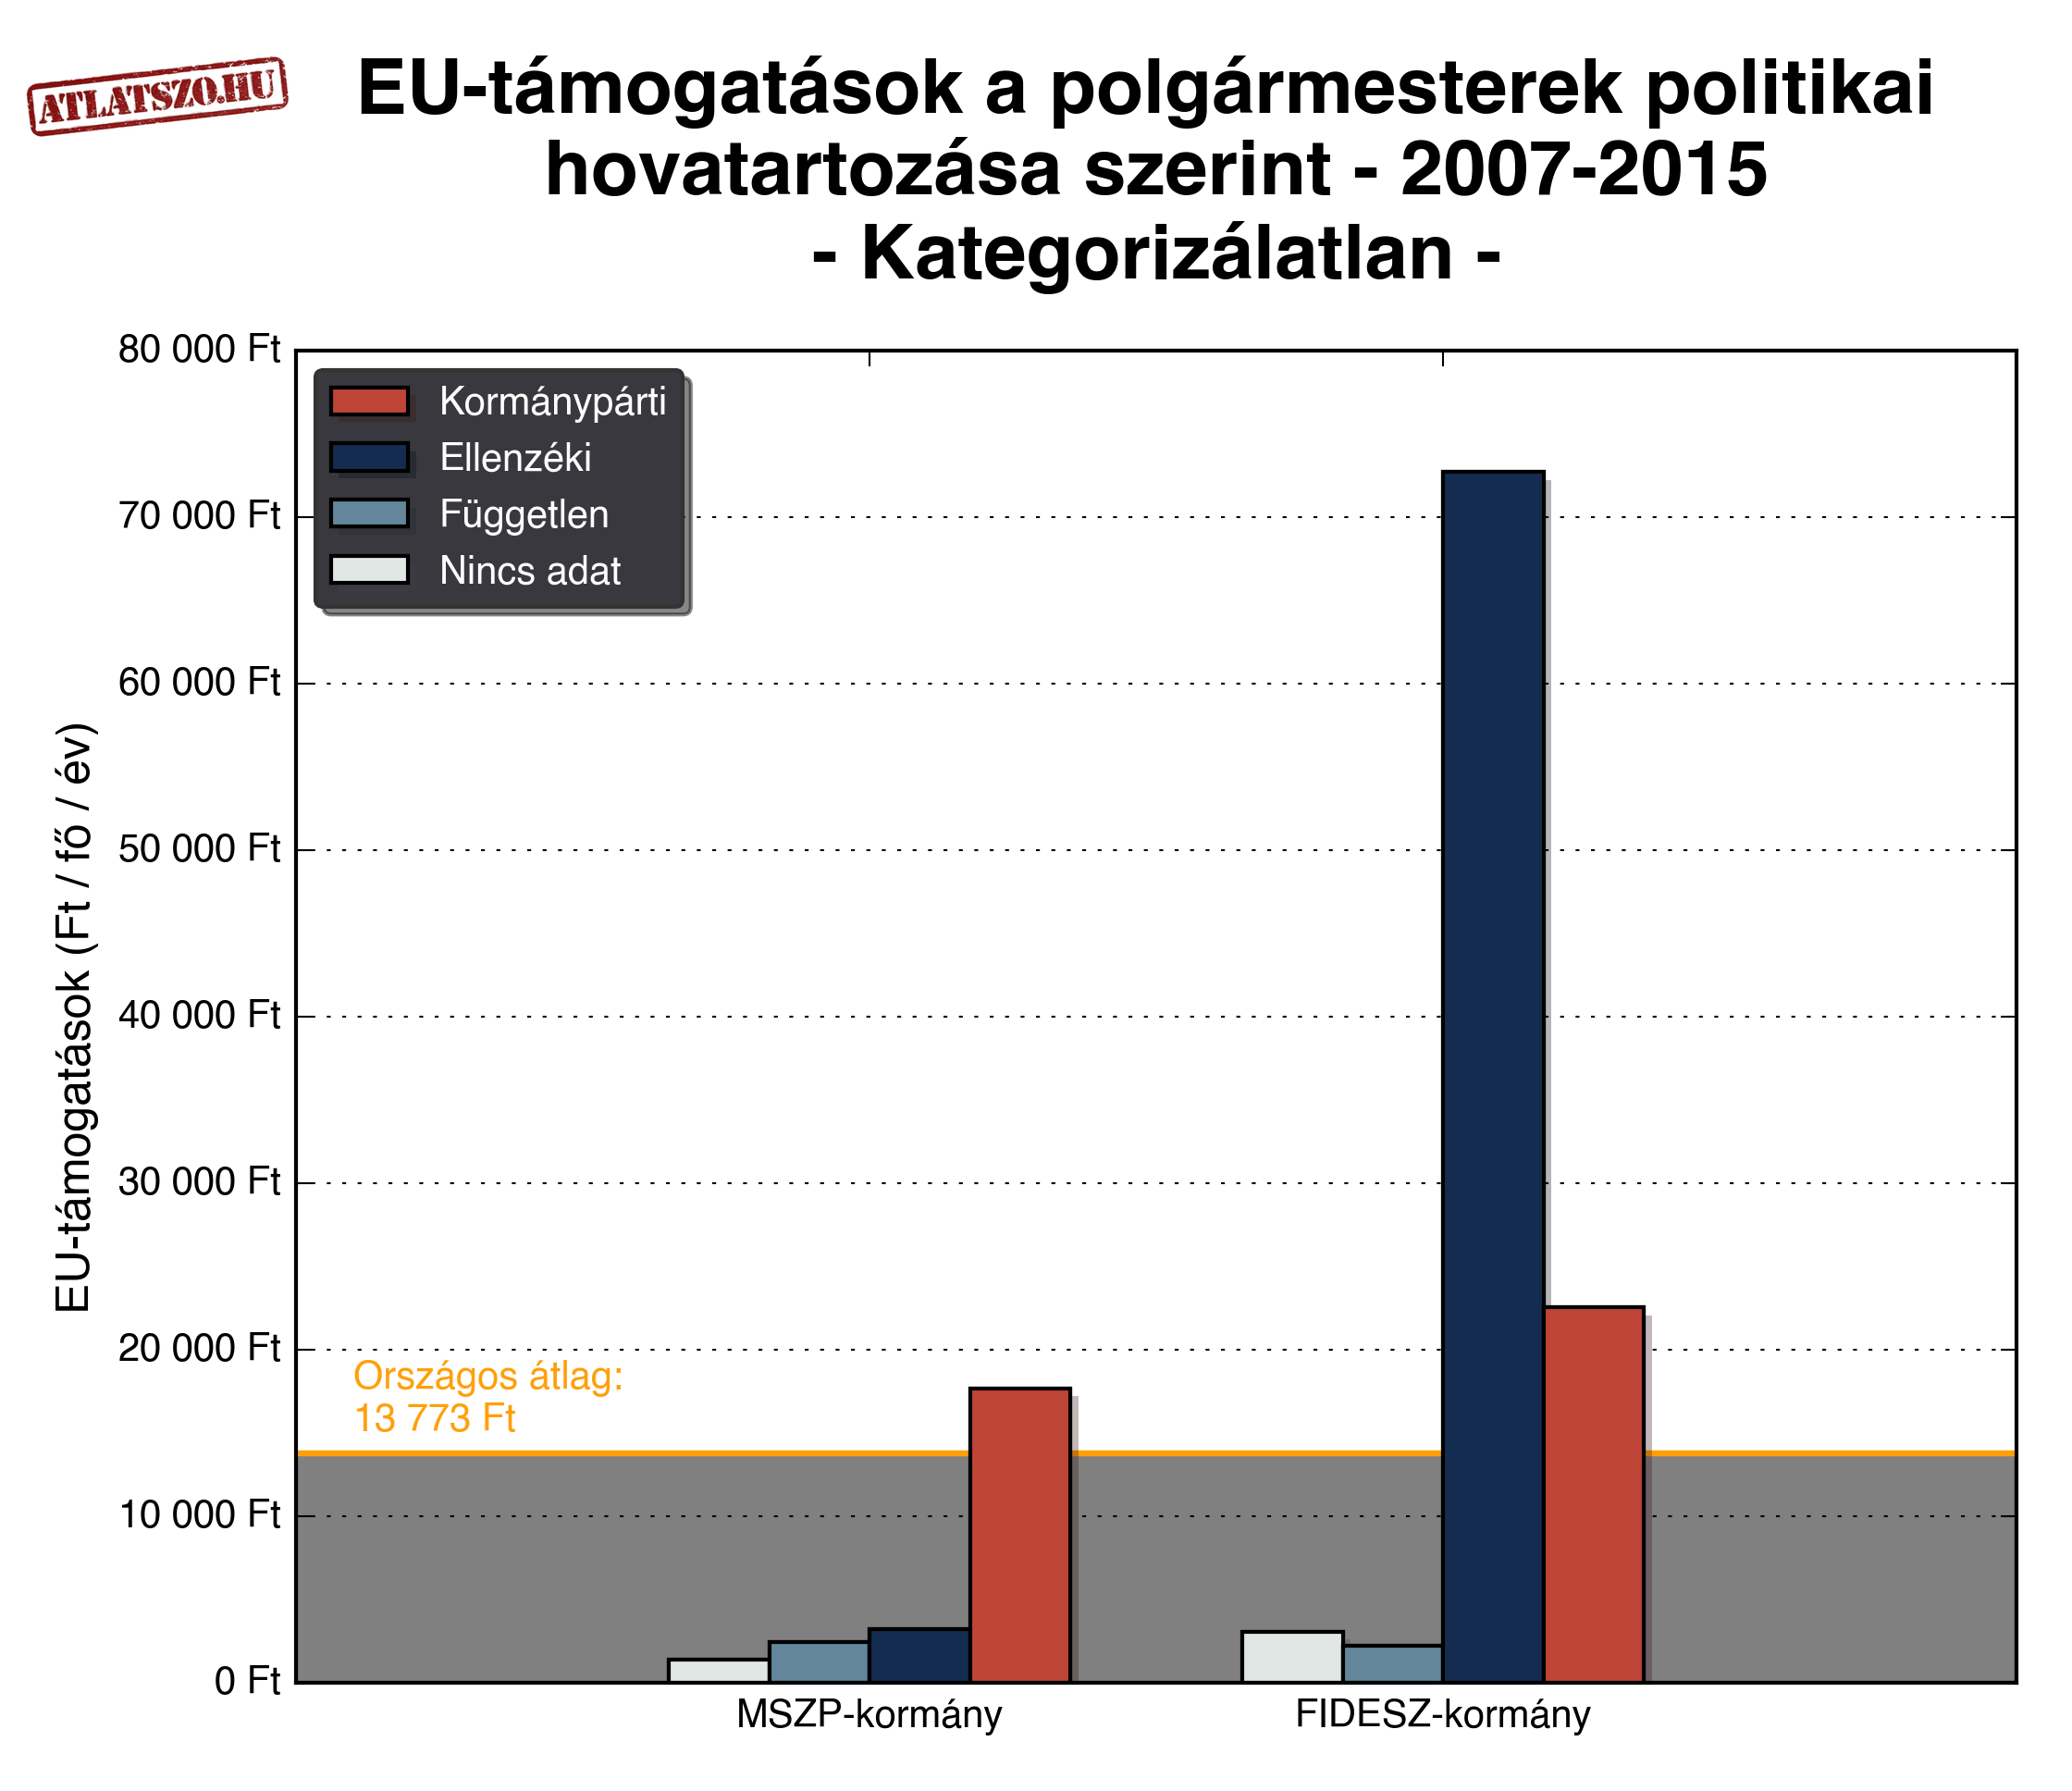 ATLATSZO.HU
EU-támogatások a polgármesterek politikai
hovatartozása szerint - 2007-2015
- Kategorizálatlan -
80 000 Ft
70 000 Ft
60 000 Ft
50 000 Ft
40 000 Ft
30 000 Ft
20 000 Ft
10 000 Ft
0 Ft
EU-támogatások (Ft / fő / év)
Kormánypárti
Ellenzéki
Független
Nincs adat
Országos átlag:
13 773 Ft
MSZP-kormány
FIDESZ-kormány